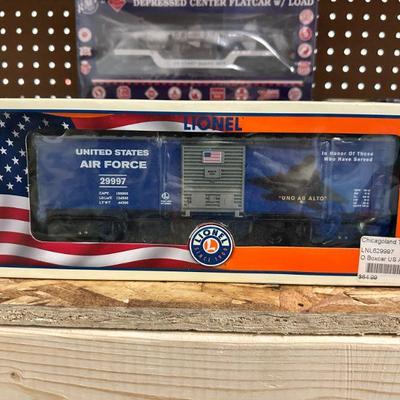 DEPRESSED CENTER FLATCAR W/ LOAD
LIONEL
UNITED STATES
AIR FORCE
29997
In Honor Of Those
Who Have Served
"UNO AB ALTO"
LIONEL
L
Chicagoland
LNL629997
O Boxcar US
$64.99